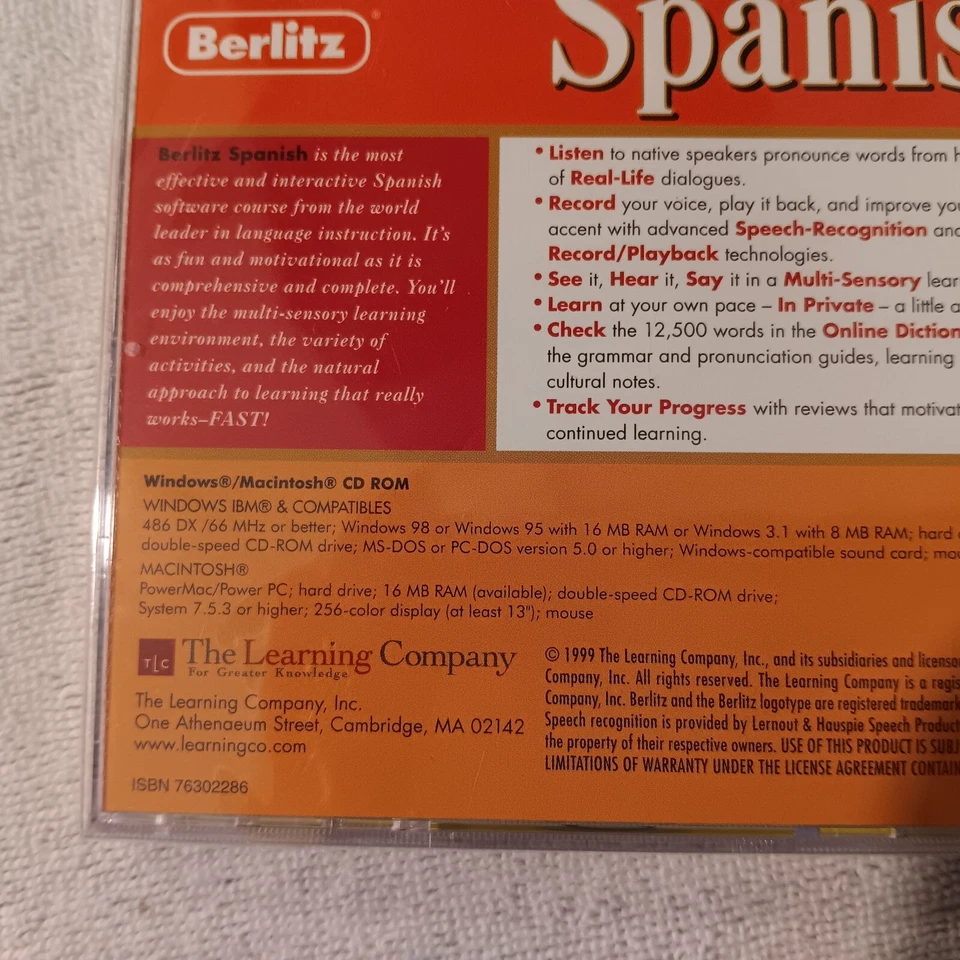 Berlitz
Spanis
Berlitz Spanish is the most
effective and interactive Spanish
software course from the world
leader in language instruction. It's
as fun and motivational as it is
comprehensive and complete. You'll
enjoy the multi-sensory learning
environment, the variety of
activities, and the natural
approach to learning that really
works–FAST!
• Listen to native speakers pronounce words from
of Real-Life dialogues.
• Record your voice, play it back, and improve
accent with advanced Speech-Recognition
Record/Playback technologies.
• See it, Hear it, Say it in a Multi-Sensory
• Learn at your own pace – In Private – a little
• Check the 12,500 words in the Online
the grammar and pronunciation guides, learning
cultural notes.
• Track Your Progress with reviews that
continued learning.
Windows®/Macintosh® CD ROM
WINDOWS IBM® & COMPATIBLES
486 DX /66 MHz or better; Windows 98 or Windows 95 with 16 MB RAM or Windows 3.1 with 8 MB RAM; hard
double-speed CD-ROM drive; MS-DOS or PC-DOS version 5.0 or higher; Windows-compatible sound card;
MACINTOSH®
PowerMac/Power PC; hard drive; 16 MB RAM (available); double-speed CD-ROM drive;
System 7.5.3 or higher; 256-color display (at least 13"); mouse
TLC The Learning Company
For Greater Knowledge
The Learning Company, Inc.
One Athenaeum Street, Cambridge, MA 02142
www.learningco.com
ISBN 76302286
© 1999 The Learning Company, Inc., and its subsidiaries and
Company, Inc. All rights reserved. The Learning Company is a
Company, Inc. Berlitz and the Berlitz logotype are registered
Speech recognition is provided by Lernout & Hauspie Speech
the property of their respective owners. USE OF THIS PRODUCT IS
LIMITATIONS OF WARRANTY UNDER THE LICENSE AGREEMENT